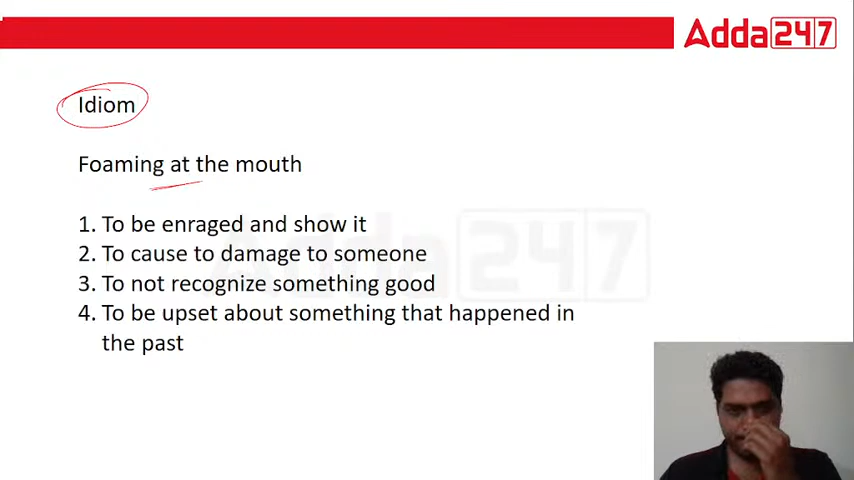 Adda247
Idiom
Foaming at the mouth
1. To be enraged and show it
2. To cause to damage to someone
3. To not recognize something good
4. To be upset about something that happened in
the past
Adda247